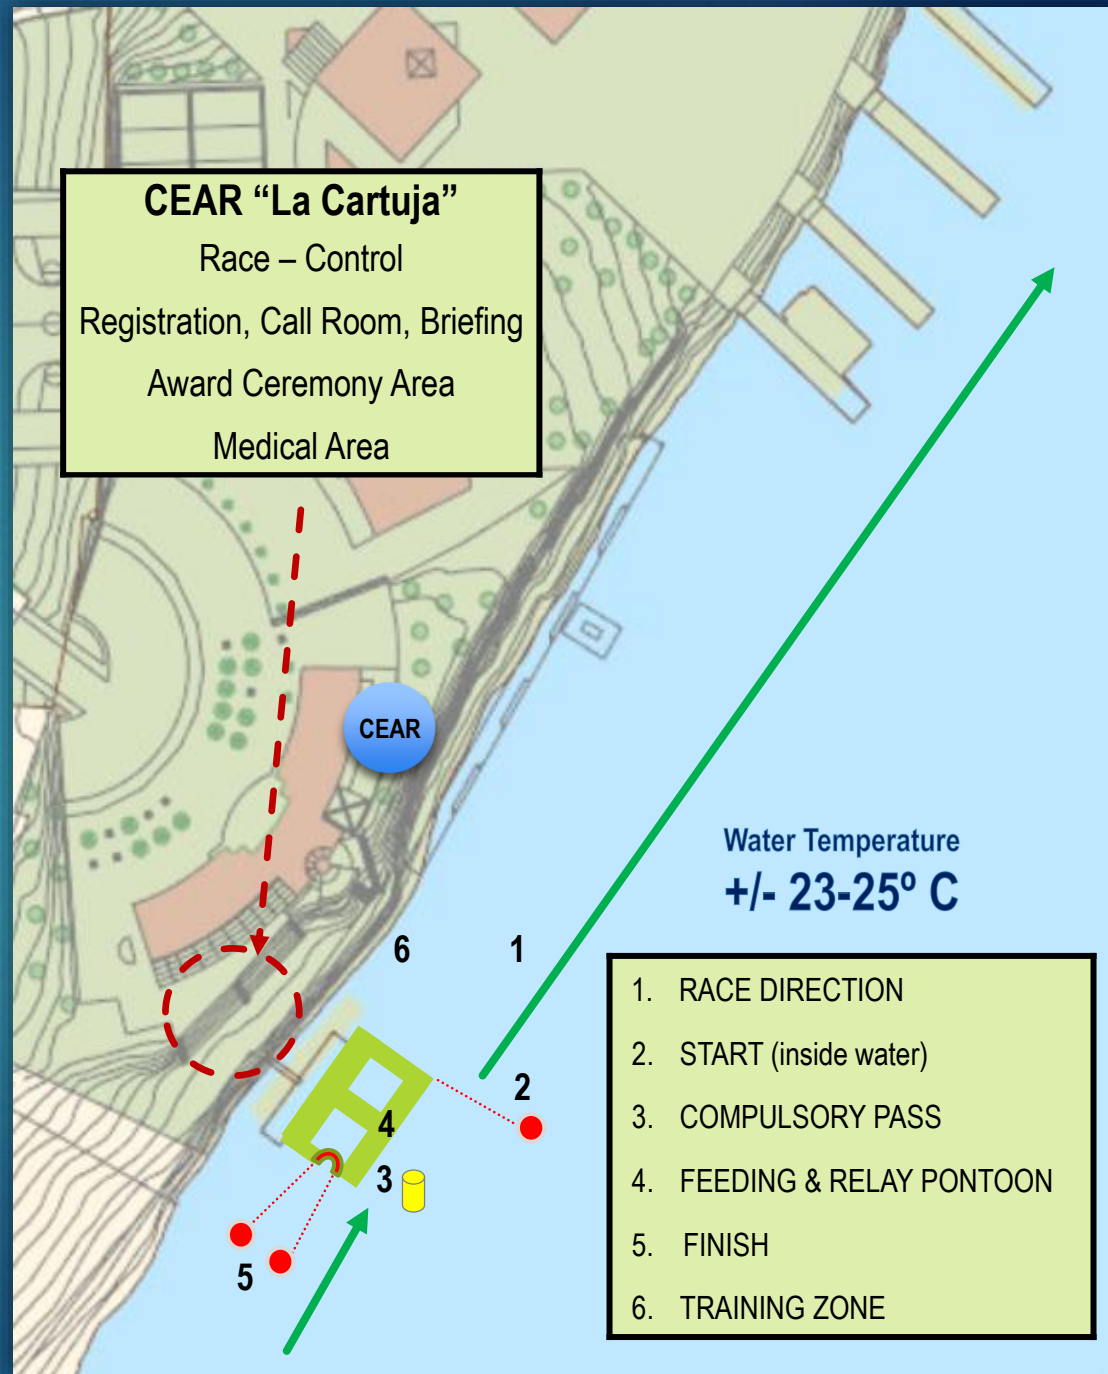 CEAR “La Cartuja”
Race – Control
Registration, Call Room, Briefing
Award Ceremony Area
Medical Area
CEAR
Water Temperature
+/- 23-25º C
6
1
2
4
3
5
1. RACE DIRECTION
2. START (inside water)
3. COMPULSORY PASS
4. FEEDING & RELAY PONTOON
5. FINISH
6. TRAINING ZONE